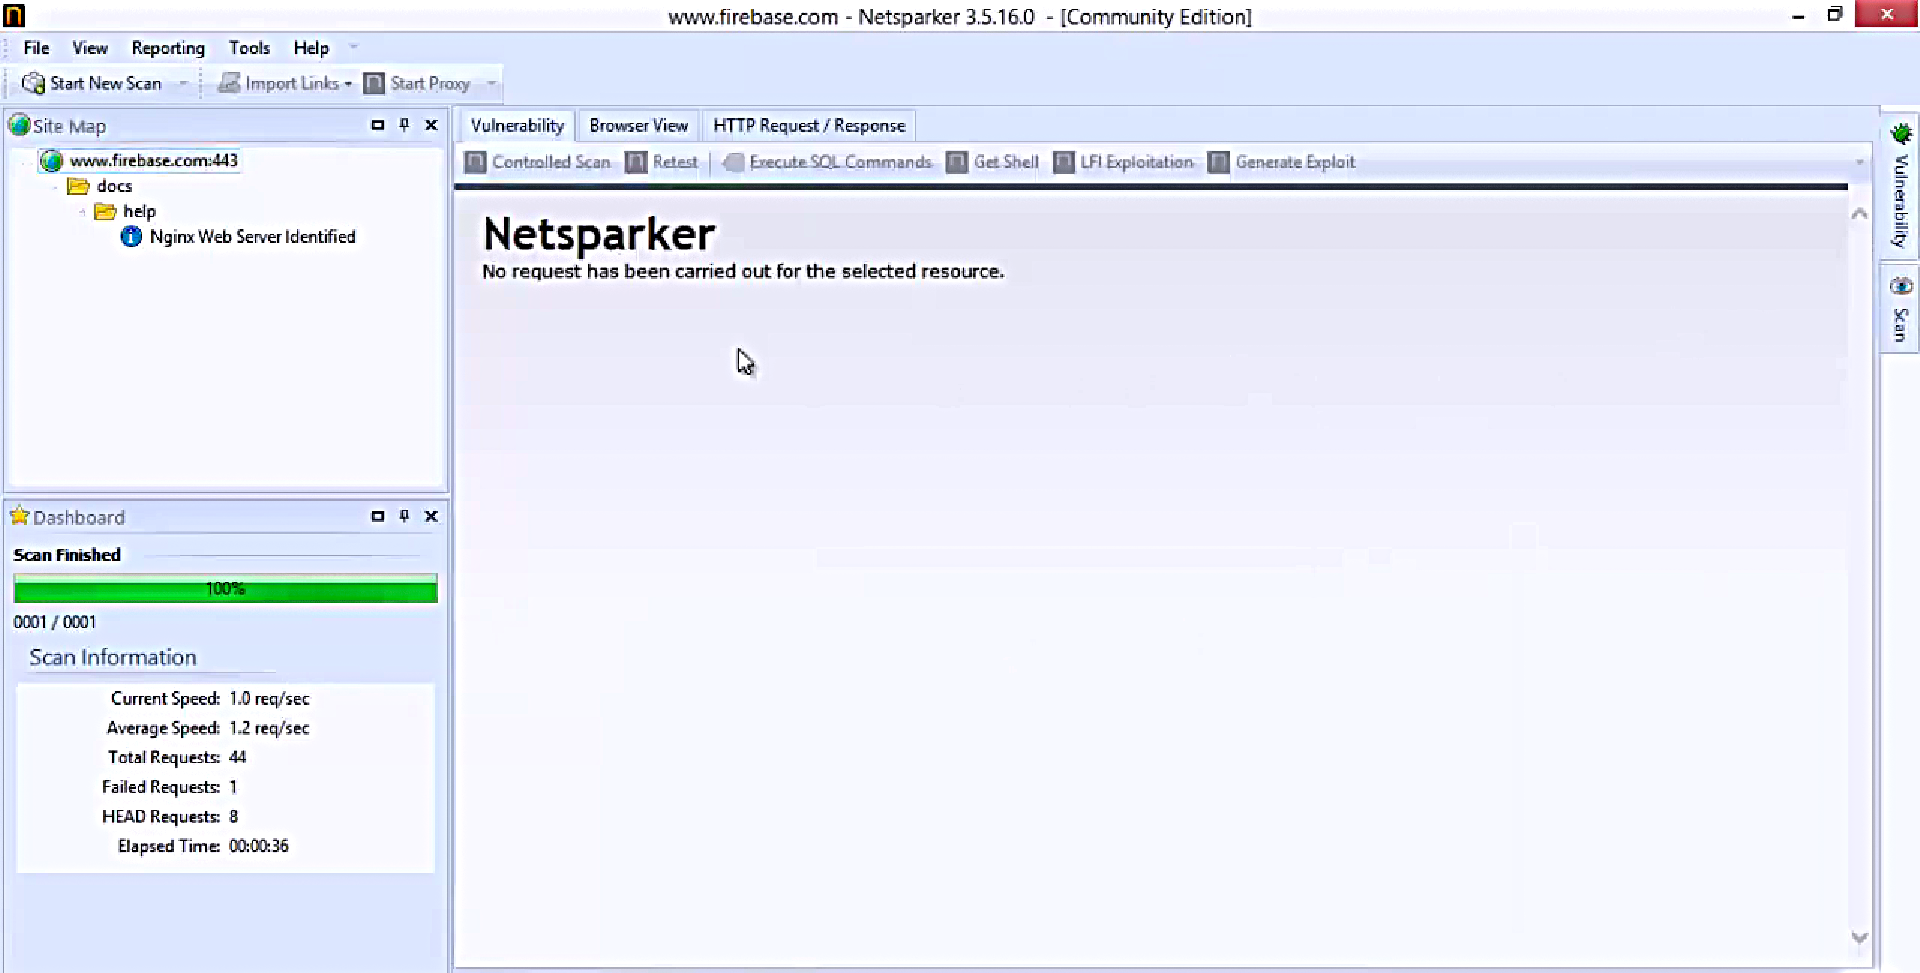 www.firebase.com - Netsparker 3.5.16.0 - [Community Edition]
File View Reporting Tools Help
Start New Scan Import Links Start Proxy
Site Map
www.firebase.com:443
docs
help
Nginx Web Server Identified
Dashboard
Scan Finished
100%
0001 / 0001
Scan Information
Current Speed: 1.0 req/sec
Average Speed: 1.2 req/sec
Total Requests: 44
Failed Requests: 1
HEAD Requests: 8
Elapsed Time: 00:00:36
Vulnerability Browser View HTTP Request / Response
Controlled Scan Retest Execute SQL Commands Get Shell LFI Exploitation Generate Exploit
Netsparker
No request has been carried out for the selected resource.
Vulnerability
Scan